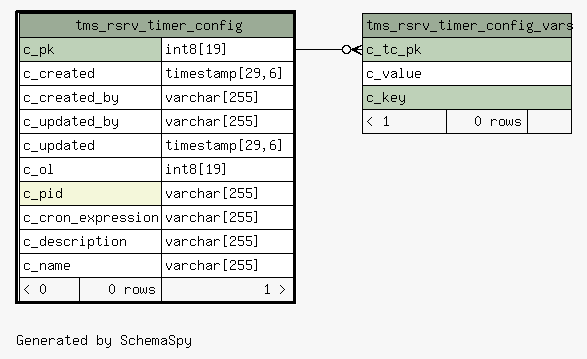 tms_rsrv_timer_config
c_pk int8[19]
c_created timestamp[29,6]
c_created_by varchar[255]
c_updated_by varchar[255]
c_updated timestamp[29,6]
c_ol int8[19]
c_pid varchar[255]
c_cron_expression varchar[255]
c_description varchar[255]
c_name varchar[255]
< 0 0 rows 1 >
tms_rsrv_timer_config_vars
c_tc_pk
c_value
c_key
< 1 0 rows
Generated by SchemaSpy